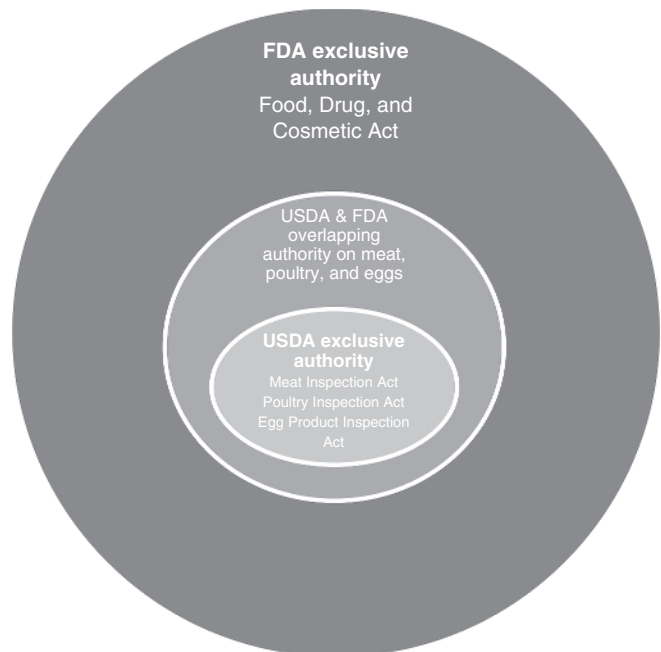 FDA exclusive
authority
Food, Drug, and
Cosmetic Act
USDA & FDA
overlapping
authority on meat,
poultry, and eggs
USDA exclusive
authority
Meat Inspection Act
Poultry Inspection Act
Egg Product Inspection
Act